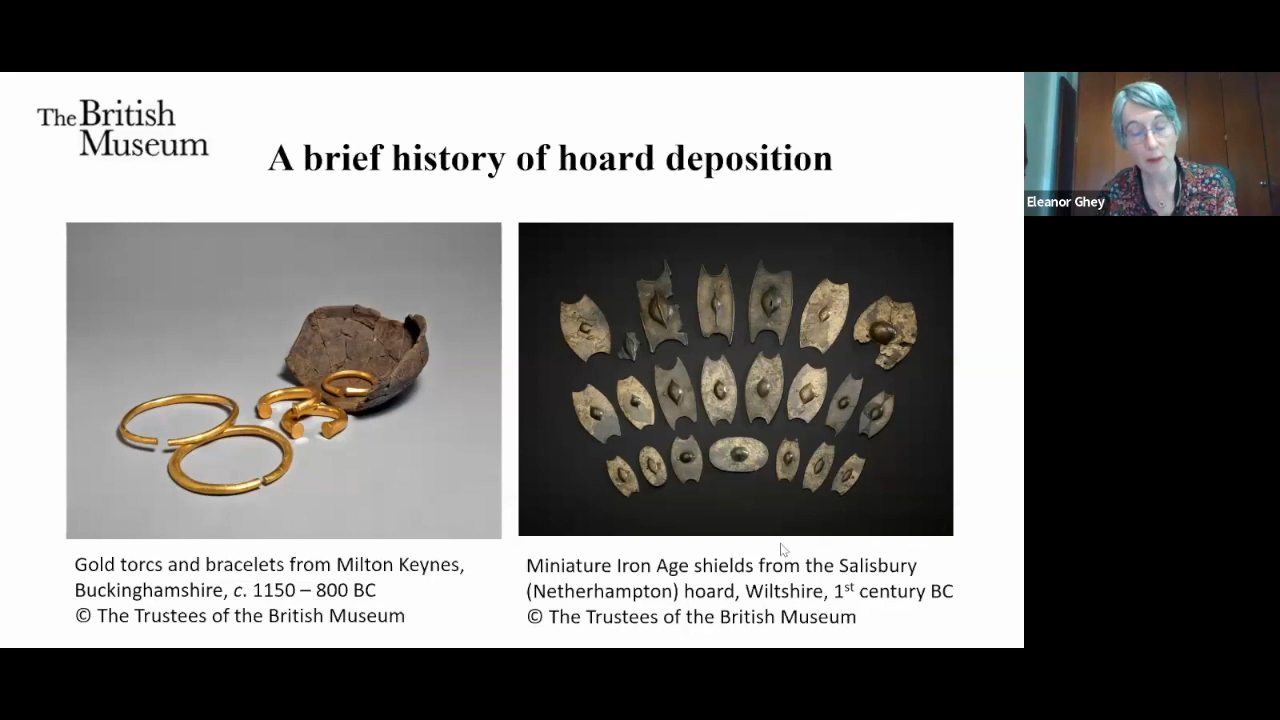 The British
Museum
A brief history of hoard deposition
Eleanor Ghey
Gold torcs and bracelets from Milton Keynes,
Buckinghamshire, c. 1150 – 800 BC
© The Trustees of the British Museum
Miniature Iron Age shields from the Salisbury
(Netherhampton) hoard, Wiltshire, 1st century BC
© The Trustees of the British Museum